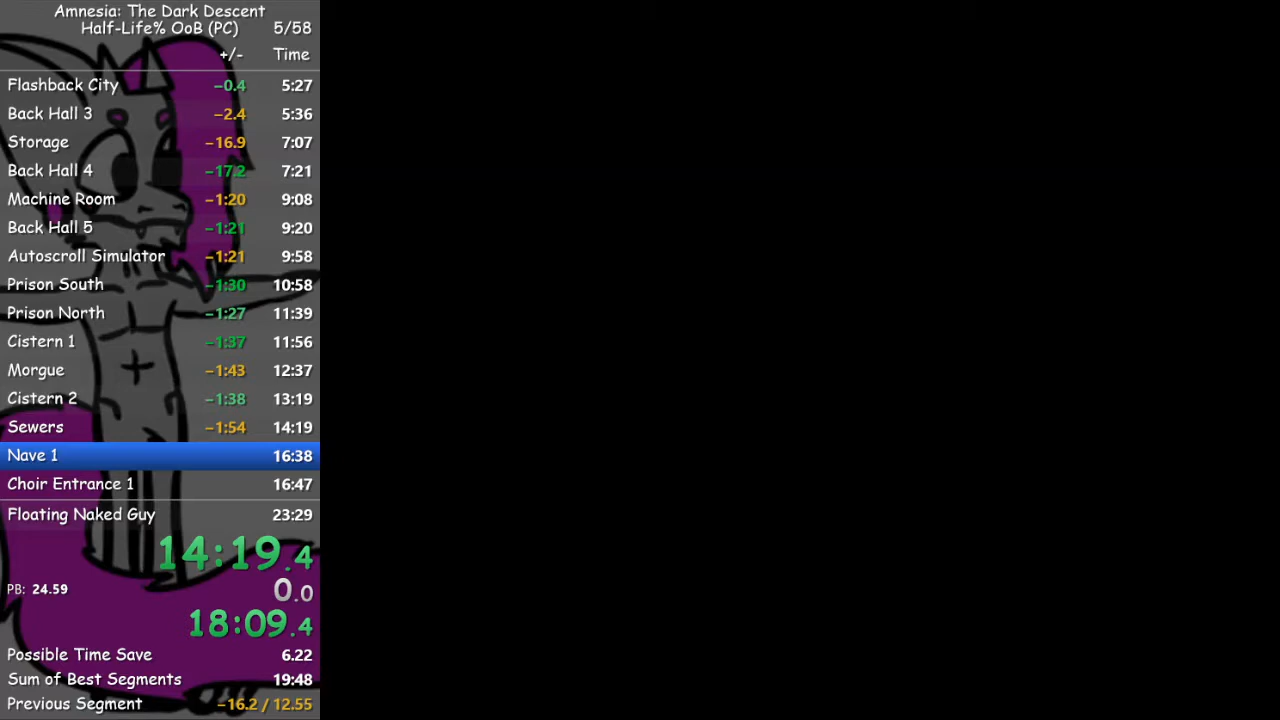 Amnesia: The Dark Descent
Half-Life% OoB (PC) 5/58
+/- Time
Flashback City −0.4 5:27
Back Hall 3 −2.4 5:36
Storage −16.9 7:07
Back Hall 4 −17.2 7:21
Machine Room −1:20 9:08
Back Hall 5 −1:21 9:20
Autoscroll Simulator −1:21 9:58
Prison South −1:30 10:58
Prison North −1:27 11:39
Cistern 1 −1:37 11:56
Morgue −1:43 12:37
Cistern 2 −1:38 13:19
Sewers −1:54 14:19
Nave 1 16:38
Choir Entrance 1 16:47
Floating Naked Guy 23:29
14:19.4
PB: 24.59 0.0
18:09.4
Possible Time Save 6.22
Sum of Best Segments 19:48
Previous Segment −16.2 / 12.55